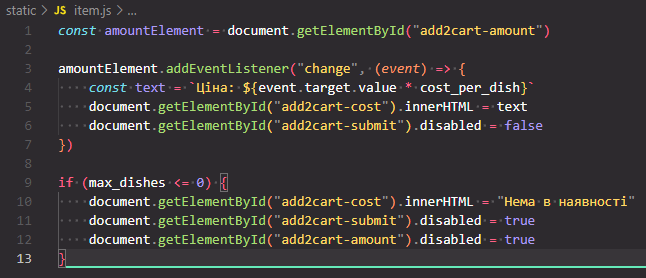 static > JS item.js > ...
1 const amountElement = document.getElementById("add2cart-amount")
2
3 amountElement.addEventListener("change", (event) => {
4     const text = `Ціна: ${event.target.value * cost_per_dish}`
5     document.getElementById("add2cart-cost").innerHTML = text
6     document.getElementById("add2cart-submit").disabled = false
7 })
8
9 if (max_dishes <= 0) {
10     document.getElementById("add2cart-cost").innerHTML = "Нема в наявності"
11     document.getElementById("add2cart-submit").disabled = true
12     document.getElementById("add2cart-amount").disabled = true
13 }